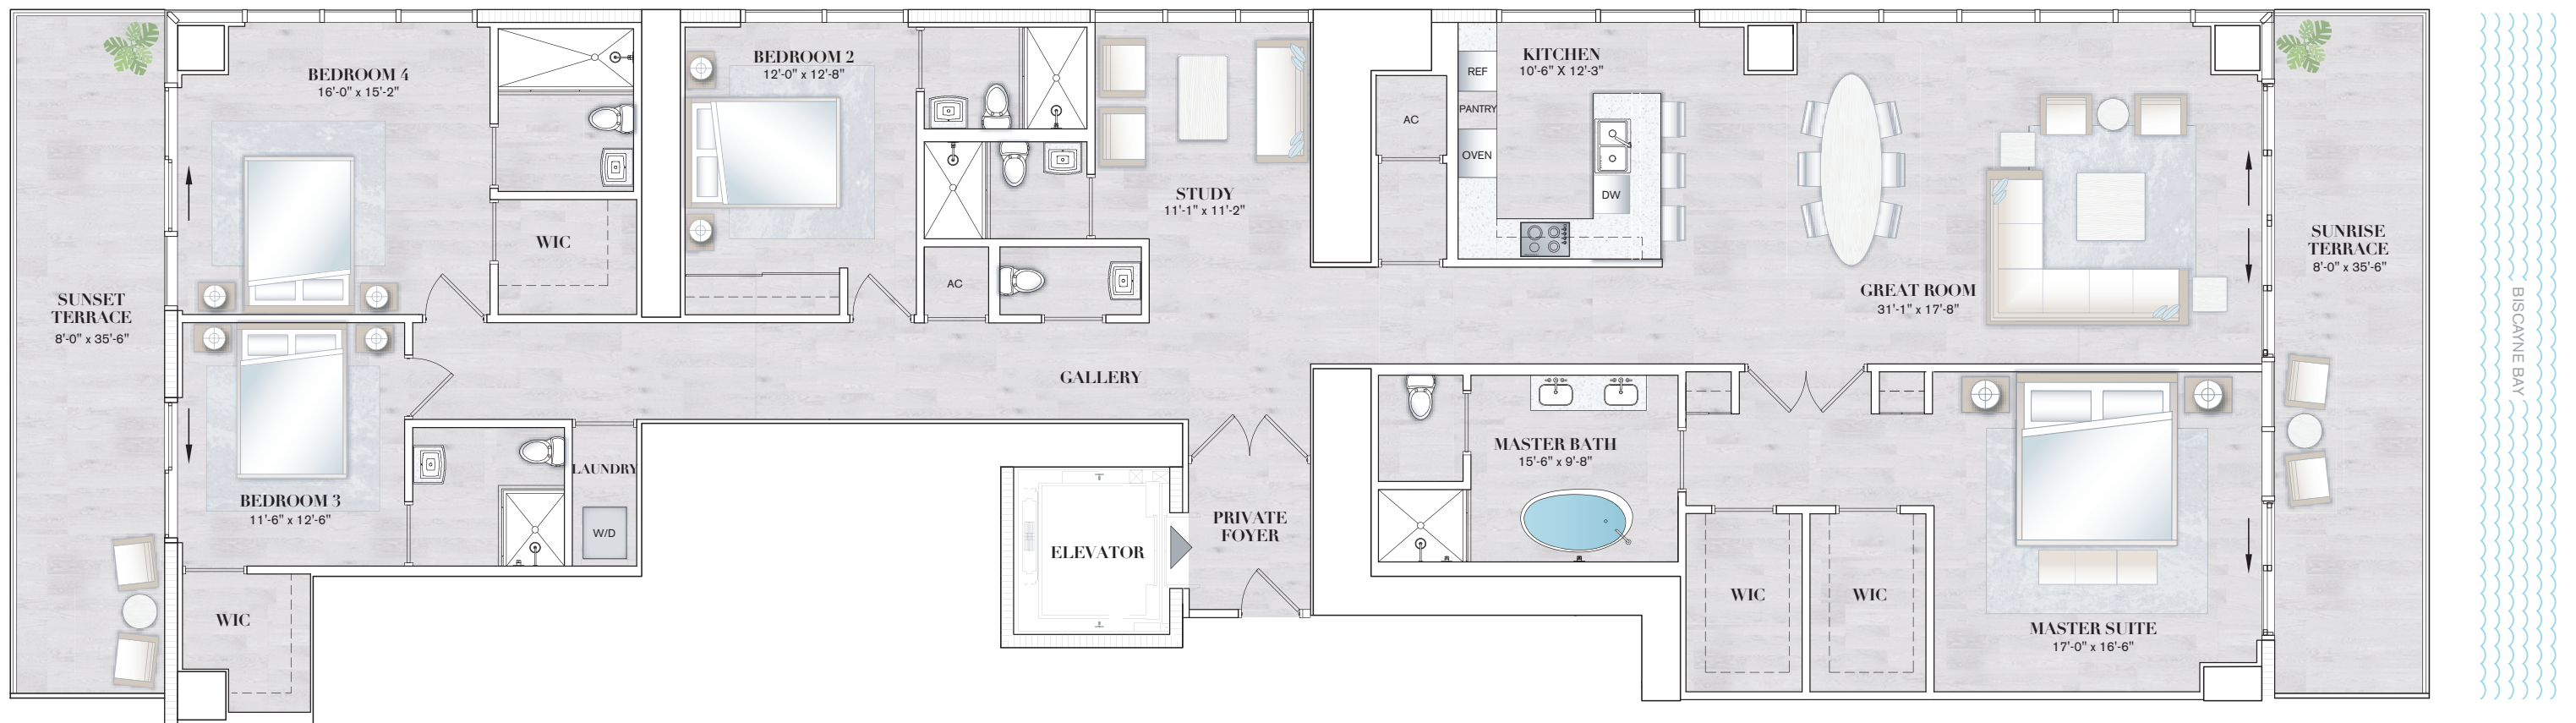 BEDROOM 4
16'-0" x 15'-2"
WIC
BEDROOM 2
12'-0" x 12'-8"
AC
STUDY
11'-1" x 11'-2"
AC
KITCHEN
10'-6" X 12'-3"
REF
PANTRY
OVEN
DW
GREAT ROOM
31'-1" x 17'-8"
SUNRISE
TERRACE
8'-0" x 35'-6"
BISCAYNE BAY
SUNSET
TERRACE
8'-0" x 35'-6"
GALLERY
BEDROOM 3
11'-6" x 12'-6"
LAUNDRY
W/D
WIC
ELEVATOR
PRIVATE
FOYER
MASTER BATH
15'-6" x 9'-8"
WIC
WIC
MASTER SUITE
17'-0" x 16'-6"